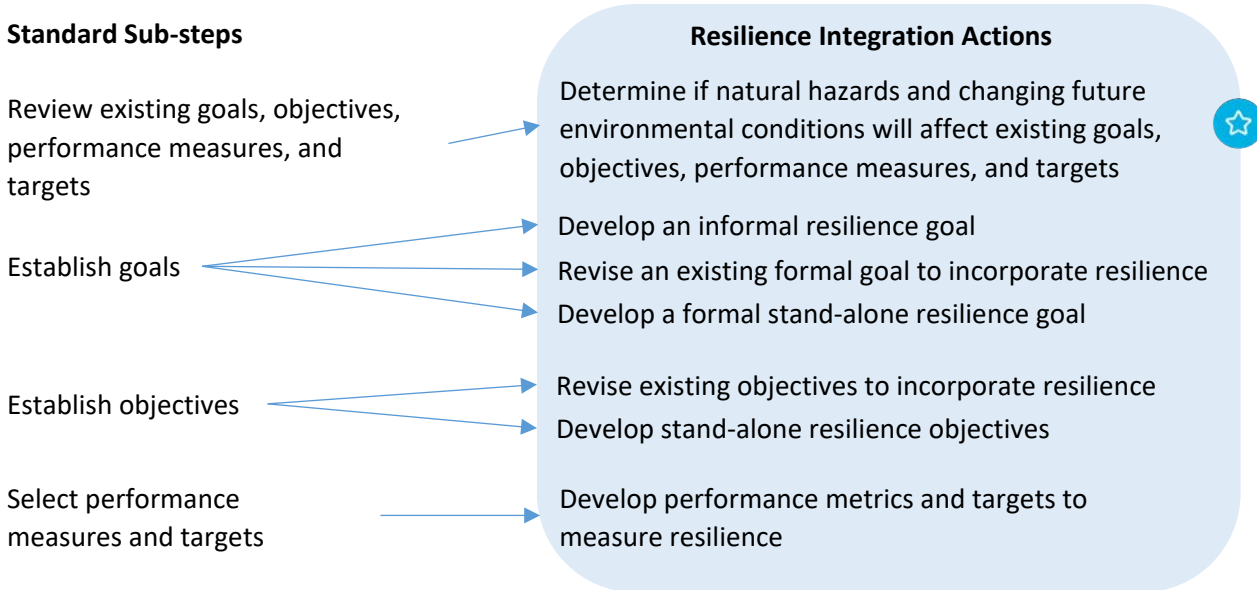 Standard Sub-steps
Resilience Integration Actions
Review existing goals, objectives,
performance measures, and
targets
Determine if natural hazards and changing future
environmental conditions will affect existing goals,
objectives, performance measures, and targets
Establish goals
Develop an informal resilience goal
Revise an existing formal goal to incorporate resilience
Develop a formal stand-alone resilience goal
Establish objectives
Revise existing objectives to incorporate resilience
Develop stand-alone resilience objectives
Select performance
measures and targets
Develop performance metrics and targets to
measure resilience